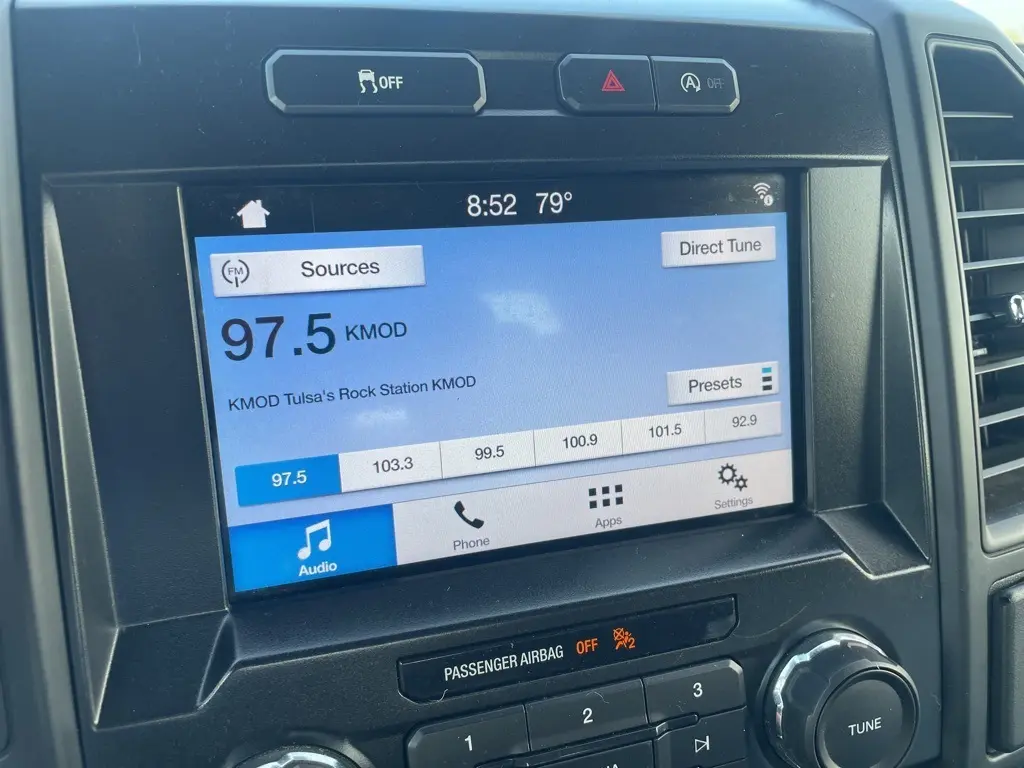 OFF
OFF
8:52 79°
FM Sources
Direct Tune
97.5 KMOD
KMOD Tulsa's Rock Station KMOD
Presets
97.5 103.3 99.5 100.9 101.5 92.9
Audio Phone Apps Settings
PASSENGER AIRBAG OFF 2
1 2 3
TUNE